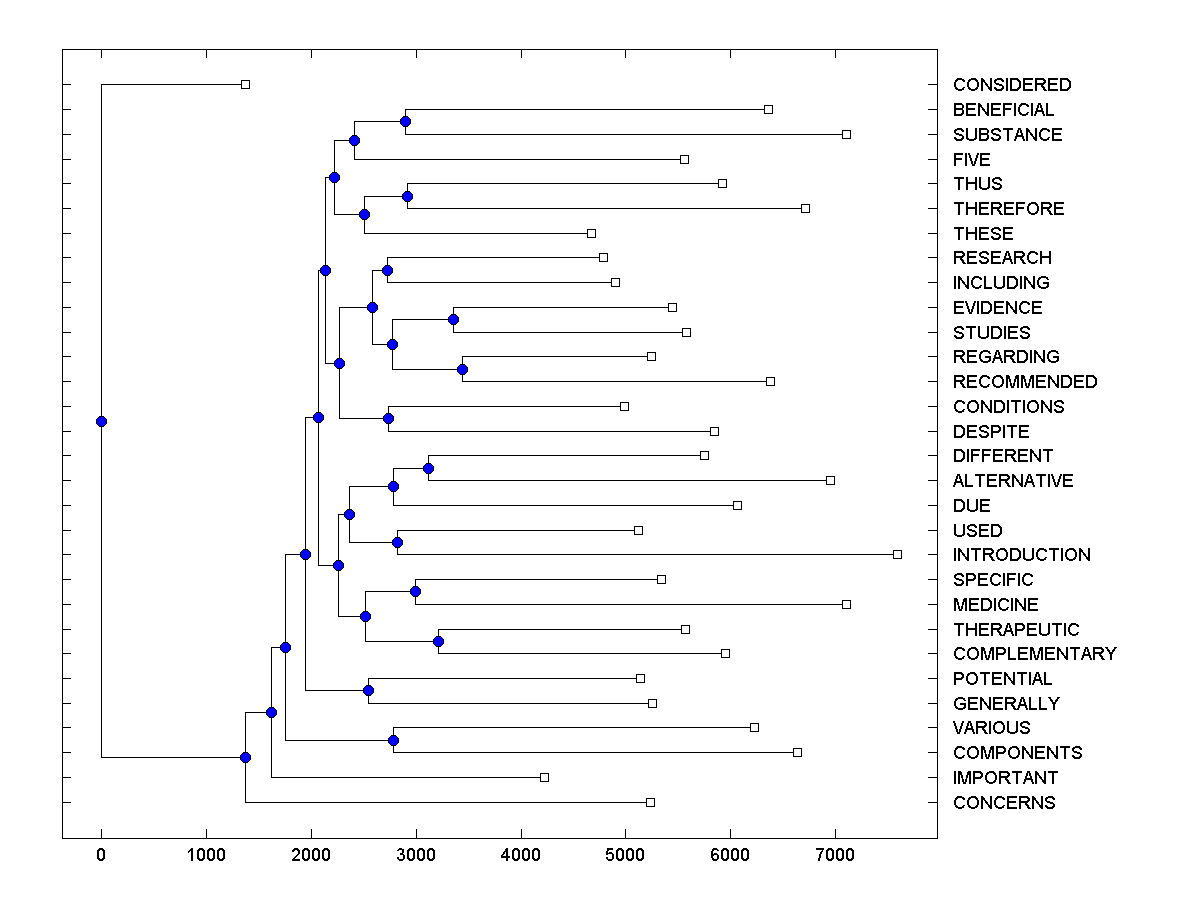 CONSIDERED
BENEFICIAL
SUBSTANCE
FIVE
THUS
THEREFORE
THESE
RESEARCH
INCLUDING
EVIDENCE
STUDIES
REGARDING
RECOMMENDED
CONDITIONS
DESPITE
DIFFERENT
ALTERNATIVE
DUE
USED
INTRODUCTION
SPECIFIC
MEDICINE
THERAPEUTIC
COMPLEMENTARY
POTENTIAL
GENERALLY
VARIOUS
COMPONENTS
IMPORTANT
CONCERNS
0 1000 2000 3000 4000 5000 6000 7000